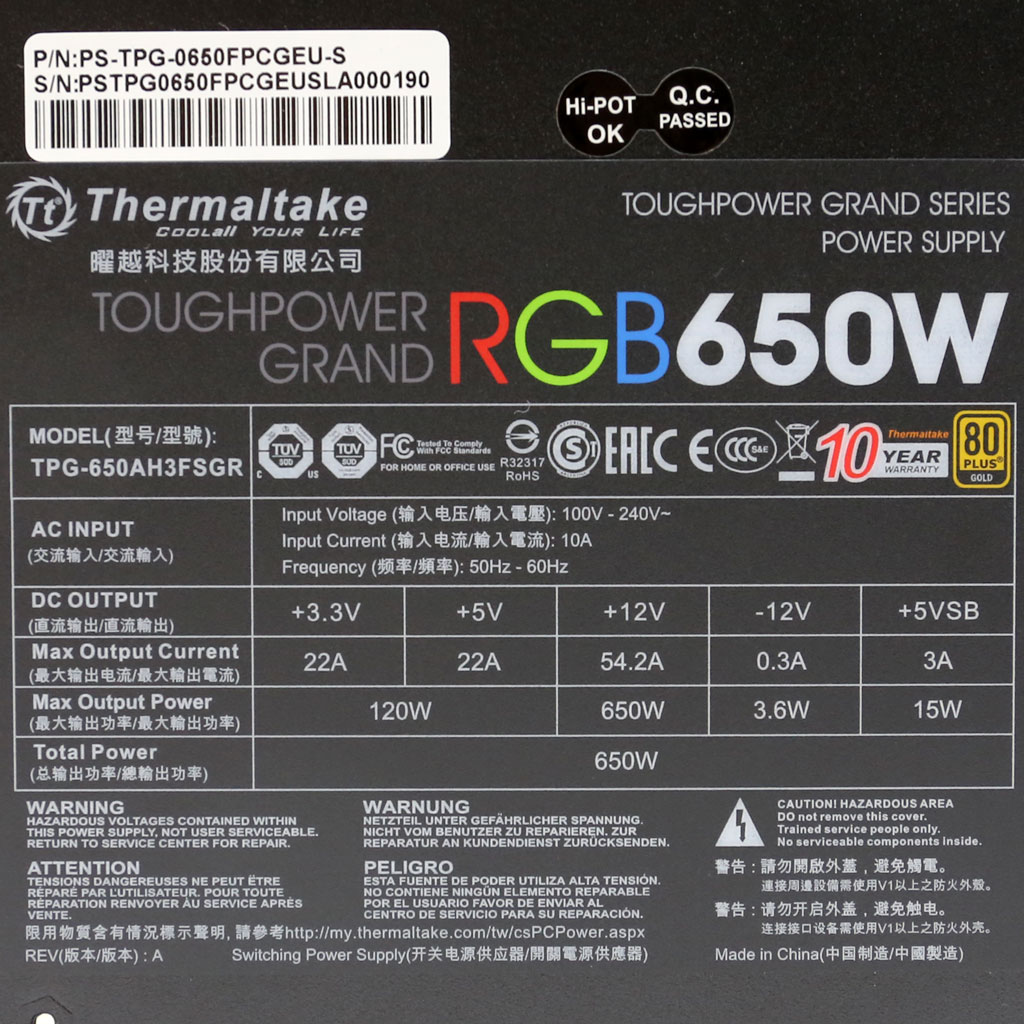 P/N:PS-TPG-0650FPCGEU-S
S/N:PSTPG0650FPCGEUSLA000190
Hi-POT
OK
Q.C.
PASSED
Tt
Thermaltake
COOLall YOUR LIFE
曜越科技股份有限公司
TOUGHPOWER GRAND SERIES
POWER SUPPLY
TOUGHPOWER
GRAND
RGB650W
MODEL(型号/型號):
TPG-650AH3FSGR
TÜV
SÜD
C US
TÜV
SÜD
FC
Tested To Comply
With FCC Standards
FOR HOME OR OFFICE USE
R32317
RoHS
EAC
CE
CCC S&E
10 YEAR
WARRANTY
Thermaltake
80
PLUS
GOLD
AC INPUT
(交流输入/交流輸入)
Input Voltage (输入电压/輸入電壓): 100V - 240V~
Input Current (输入电流/輸入電流): 10A
Frequency (频率/頻率): 50Hz - 60Hz
DC OUTPUT
(直流输出/直流輸出)
+3.3V +5V +12V -12V +5VSB
Max Output Current
(最大输出电流/最大輸出電流)
22A 22A 54.2A 0.3A 3A
Max Output Power
(最大输出功率/最大輸出功率)
120W 650W 3.6W 15W
Total Power
(总输出功率/總輸出功率)
650W
WARNING
HAZARDOUS VOLTAGES CONTAINED WITHIN
THIS POWER SUPPLY, NOT USER SERVICEABLE.
RETURN TO SERVICE CENTER FOR REPAIR.
WARNUNG
NETZTEIL UNTER GEFÄHRLICHER SPANNUNG.
NICHT VOM BENUTZER ZU REPARIEREN. ZUR
REPARATUR AN KUNDENDIENST ZURÜCKSENDEN.
CAUTION! HAZARDOUS AREA
DO not remove this cover.
Trained service people only.
No serviceable components inside.
ATTENTION
TENSIONS DANGEREUSES NE PEUT ËTRE
RÉPARÉ PAR L'UTILISATEUR. POUR TOUTE
RÉPARATION RENVOYER ÀU SERVICE APRÈS
VENTE.
PELIGRO
ESTA FUENTE DE PODER UTILIZA ALTA TENSIÓN.
NO CONTIENE NINGÚN ELEMENTO REPARABLE
POR EL USUARIO FAVOR DE ENVIAR AL
CENTRO DE SERVICIO PARA SU REPARACIÓN.
警告 : 請勿開啟外蓋，避免觸電。
連接周邊設備需使用V1以上之防火外殼。
警告 : 请勿开启外盖，避免触电。
连接接口设备需使用V1以上之防火外壳。
限用物質含有情況標示聲明, 請參考http://my.thermaltake.com/tw/csPCPower.aspx
REV(版本/版本) : A
Switching Power Supply(开关电源供应器/開關電源供應器)
Made in China(中国制造/中國製造)